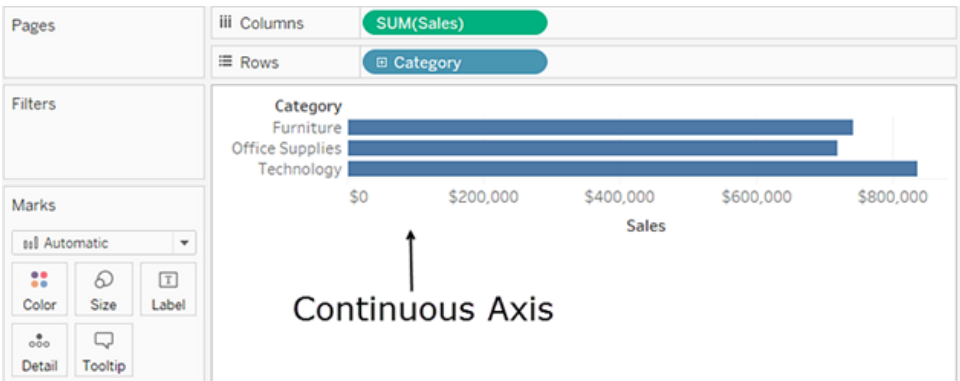 Pages
Columns
SUM(Sales)
Rows
Category
Filters
Category
Furniture
Office Supplies
Technology
$0 $200,000 $400,000 $600,000 $800,000
Sales
Marks
Automatic
Color Size Label
Detail Tooltip
Continuous Axis